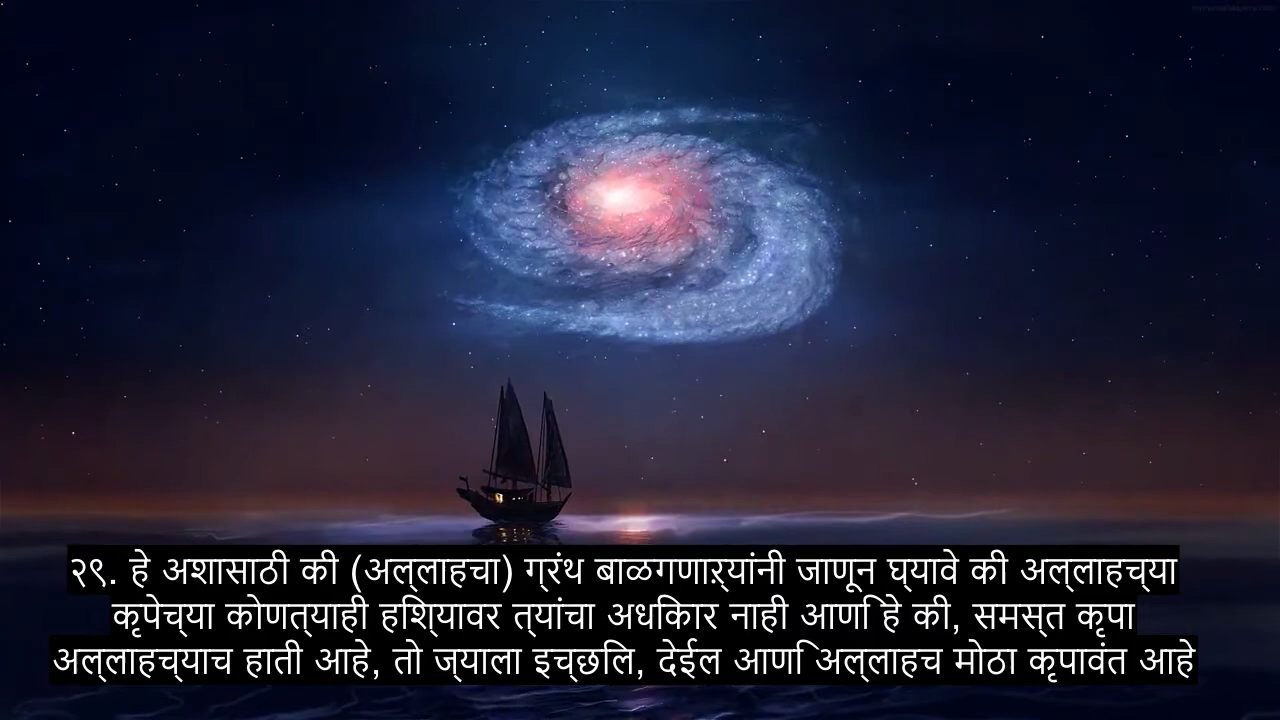 २९. हे अशासाठी की (अल्लाहचा) ग्रंथ बाळगणाऱ्यांनी जाणून घ्यावे की अल्लाहच्या
कृपेच्या कोणत्याही हिश्यावर त्यांचा अधिकार नाही आणि हे की, समस्त कृपा
अल्लाहच्याच हाती आहे, तो ज्याला इच्छिल, देईल आणि अल्लाहच मोठा कृपावंत आहे